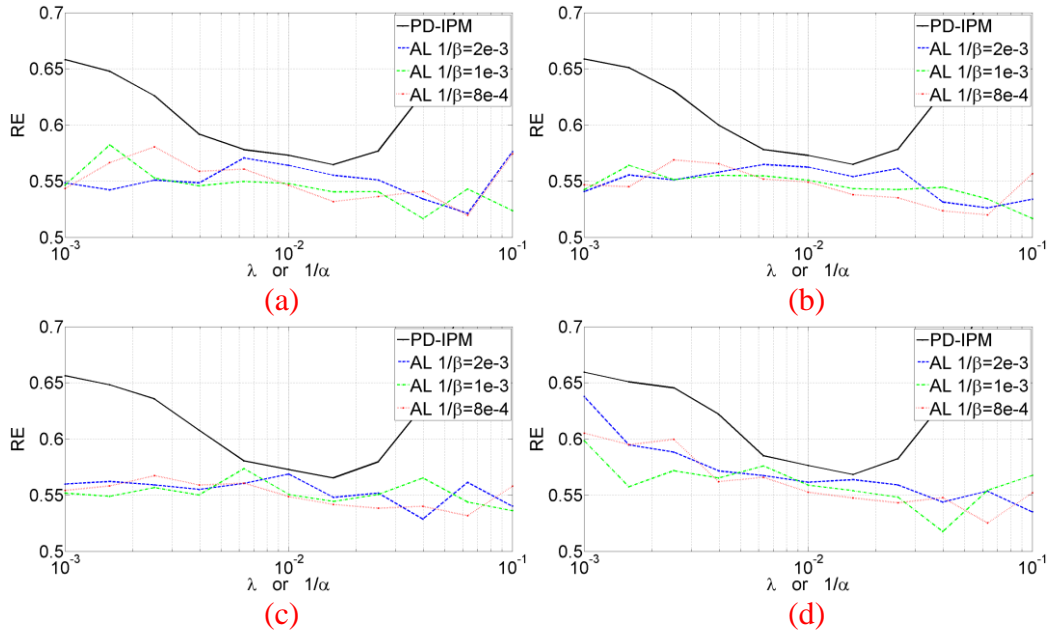 0.7
0.65
0.6
0.55
0.5
RE
PD-IPM
AL 1/β=2e-3
AL 1/β=1e-3
AL 1/β=8e-4
10⁻³
10⁻²
10⁻¹
λ or 1/α
(a)
0.7
0.65
0.6
0.55
0.5
RE
PD-IPM
AL 1/β=2e-3
AL 1/β=1e-3
AL 1/β=8e-4
10⁻³
10⁻²
10⁻¹
λ or 1/α
(b)
0.7
0.65
0.6
0.55
0.5
RE
PD-IPM
AL 1/β=2e-3
AL 1/β=1e-3
AL 1/β=8e-4
10⁻³
10⁻²
10⁻¹
λ or 1/α
(c)
0.7
0.65
0.6
0.55
0.5
RE
PD-IPM
AL 1/β=2e-3
AL 1/β=1e-3
AL 1/β=8e-4
10⁻³
10⁻²
10⁻¹
λ or 1/α
(d)